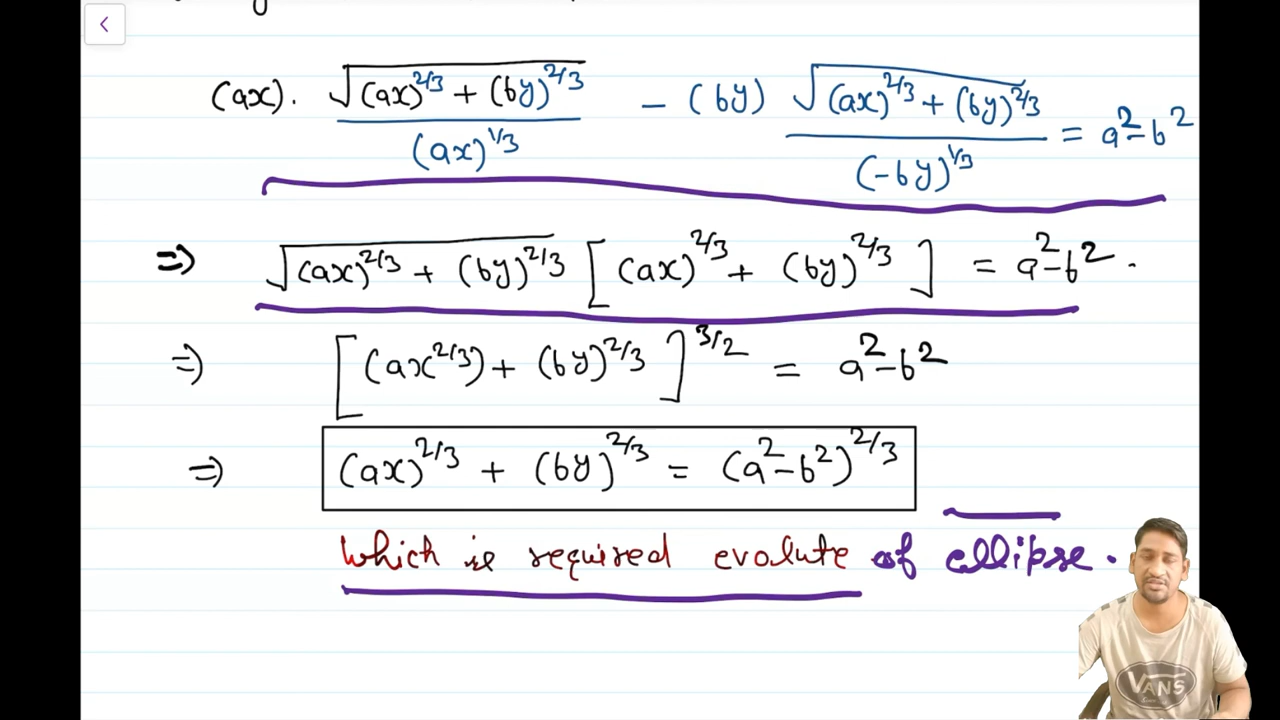 (ax). √((ax)^{2/3} + (by)^{2/3}) / (ax)^{1/3} - (by) √((ax)^{2/3} + (by)^{2/3}) / (-by)^{1/3} = a²-b²
⇒ √((ax)^{2/3} + (by)^{2/3}) [(ax)^{2/3} + (by)^{2/3}] = a²-b².
⇒ [(ax^{2/3}) + (by)^{2/3}]^{3/2} = a²-b²
⇒ (ax)^{2/3} + (by)^{2/3} = (a²-b²)^{2/3}
which is required evolute of ellipse.
VANS